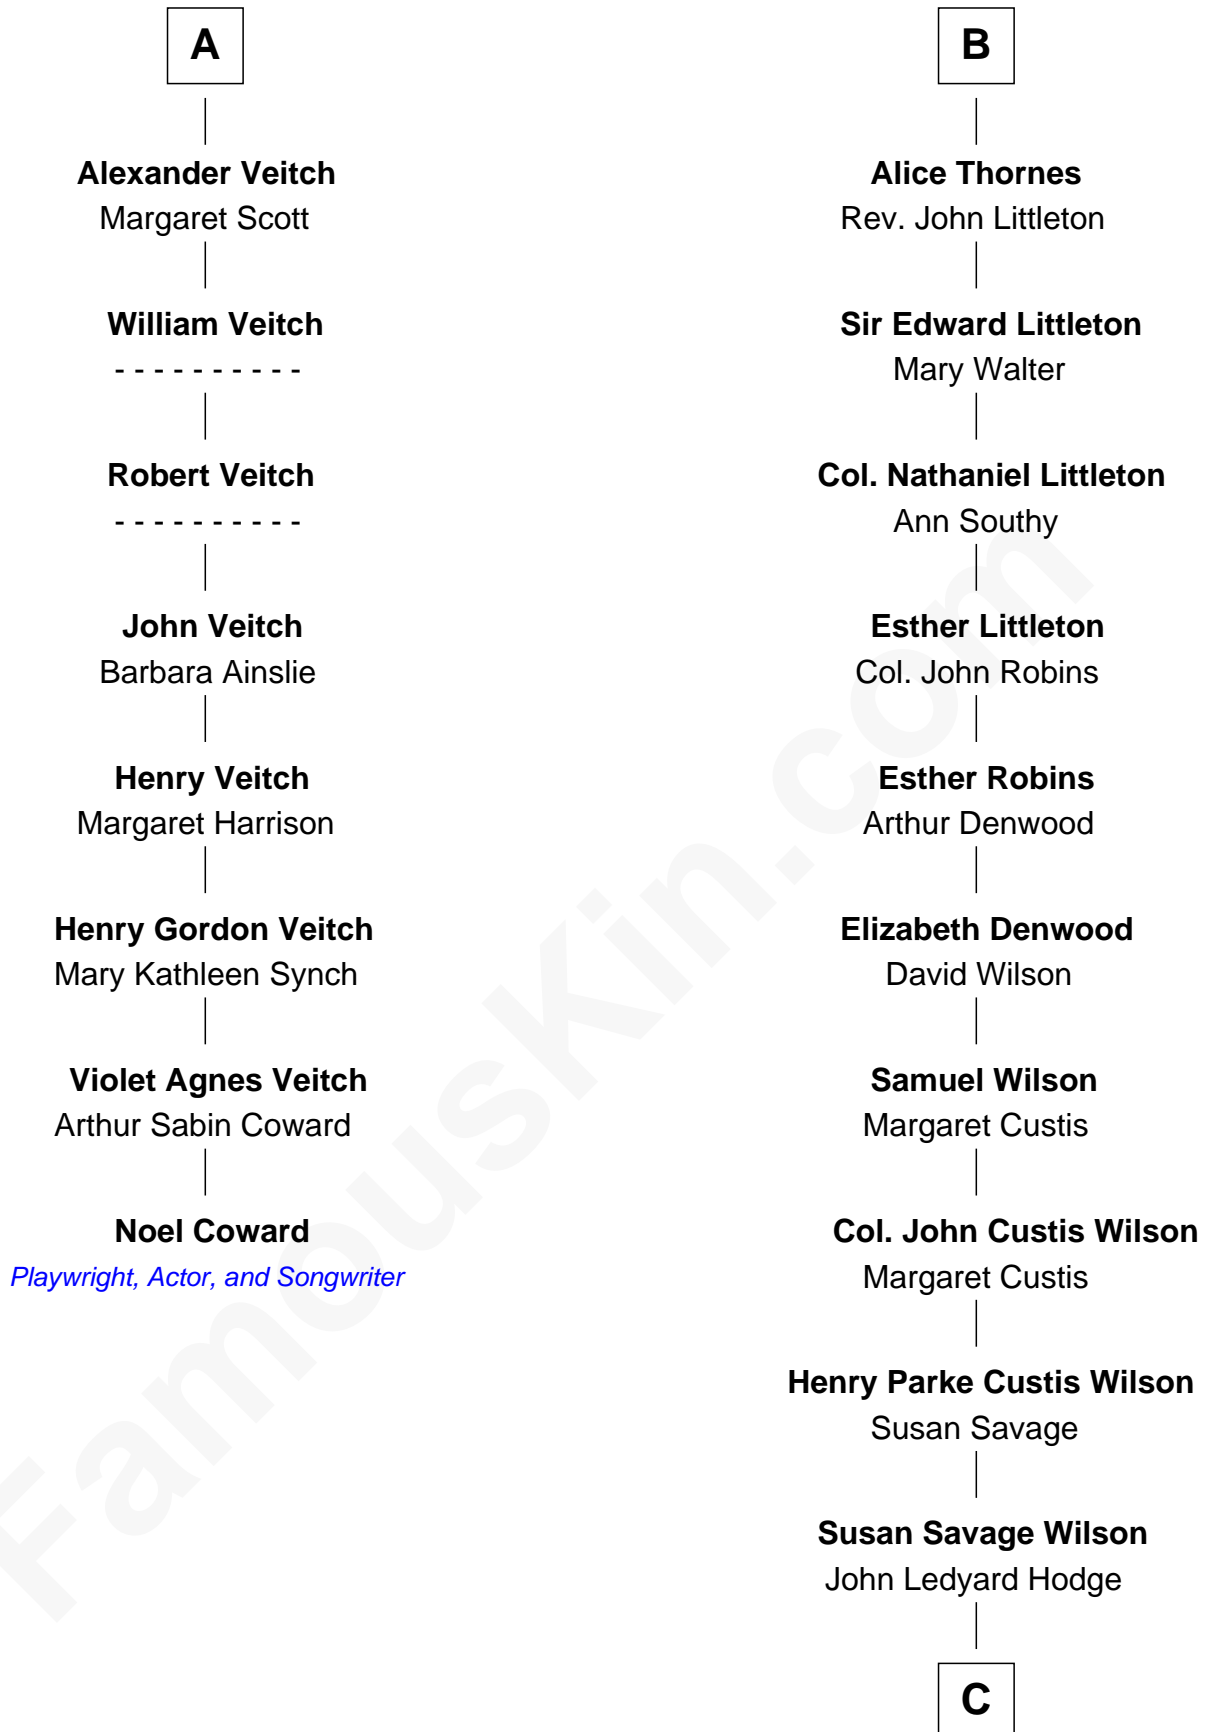 A
Alexander Veitch
Margaret Scott
William Veitch
- - - - - - - - - -
Robert Veitch
- - - - - - - - - -
John Veitch
Barbara Ainslie
Henry Veitch
Margaret Harrison
Henry Gordon Veitch
Mary Kathleen Synch
Violet Agnes Veitch
Arthur Sabin Coward
Noel Coward
Playwright, Actor, and Songwriter
B
Alice Thornes
Rev. John Littleton
Sir Edward Littleton
Mary Walter
Col. Nathaniel Littleton
Ann Southy
Esther Littleton
Col. John Robins
Esther Robins
Arthur Denwood
Elizabeth Denwood
David Wilson
Samuel Wilson
Margaret Custis
Col. John Custis Wilson
Margaret Custis
Henry Parke Custis Wilson
Susan Savage
Susan Savage Wilson
John Ledyard Hodge
C
FamousKin.com